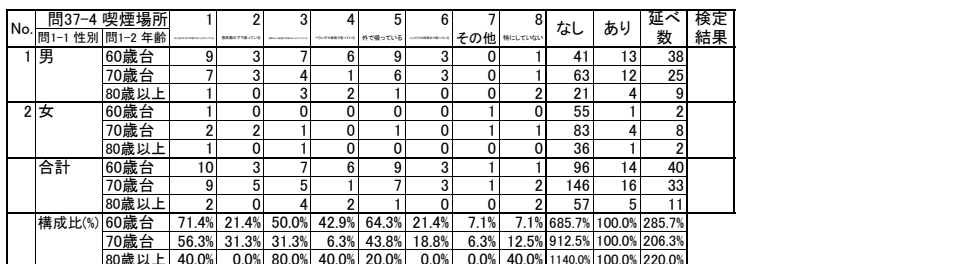 No. 問37-4 喫煙場所 1 2 3 4 5 6 7 8 なし あり 延べ数 検定結果
問1-1 性別 問1-2 年齢 外で吸っている その他 特にしていない
1 男 60歳台 9 3 7 6 9 3 0 1 41 13 38
70歳台 7 3 4 1 6 3 0 1 63 12 25
80歳以上 1 0 3 2 1 0 0 2 21 4 9
2 女 60歳台 1 0 0 0 0 0 1 0 55 1 2
70歳台 2 2 1 0 1 0 1 1 83 4 8
80歳以上 1 0 1 0 0 0 0 0 36 1 2
合計 60歳台 10 3 7 6 9 3 1 1 96 14 40
70歳台 9 5 5 1 7 3 1 2 146 16 33
80歳以上 2 0 4 2 1 0 0 2 57 5 11
構成比(%) 60歳台 71.4% 21.4% 50.0% 42.9% 64.3% 21.4% 7.1% 7.1% 685.7% 100.0% 285.7%
70歳台 56.3% 31.3% 31.3% 6.3% 43.8% 18.8% 6.3% 12.5% 912.5% 100.0% 206.3%
80歳以上 40.0% 0.0% 80.0% 40.0% 20.0% 0.0% 0.0% 40.0% 1140.0% 100.0% 220.0%